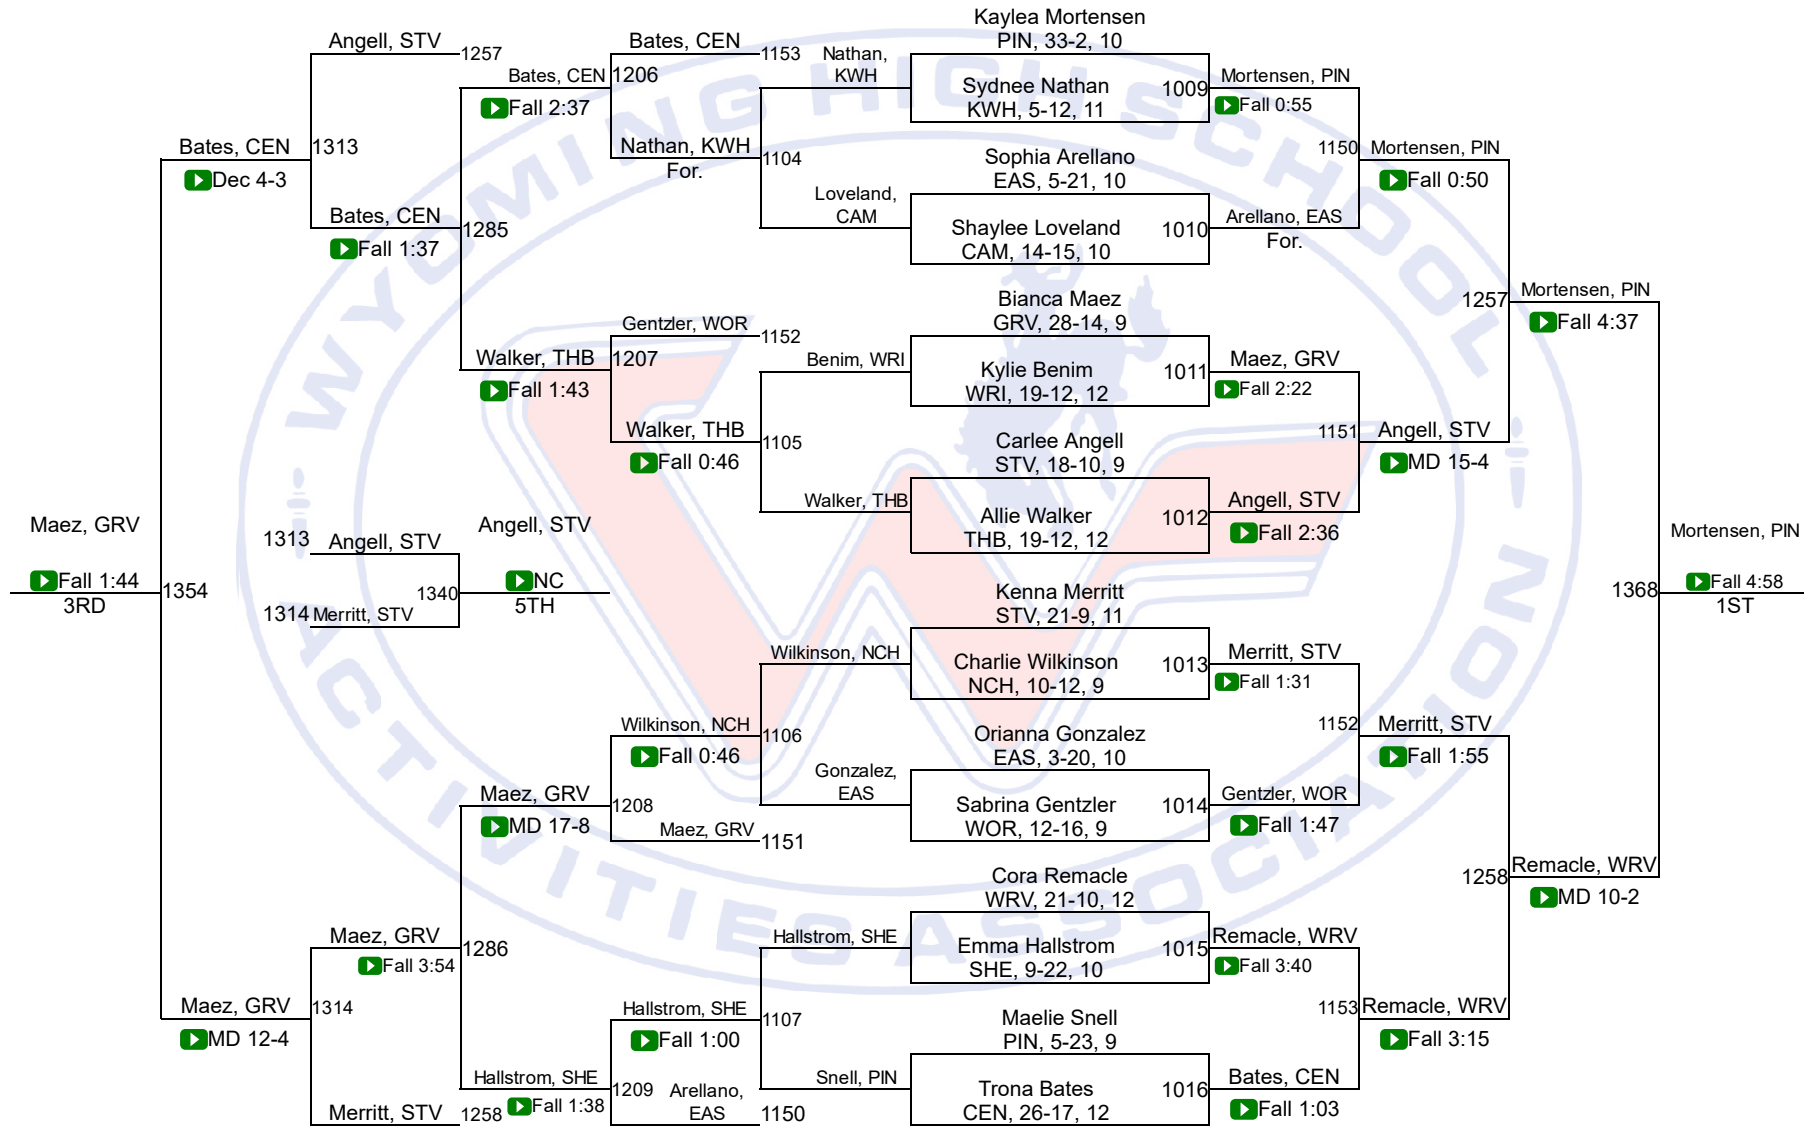 WYOMING HIGH SCHOOL
ACTIVITIES ASSOCIATION
Maez, GRV
Fall 1:44
3RD
1354
Bates, CEN
Dec 4-3
1313
Angell, STV
1257
Bates, CEN
Fall 1:37
1285
Bates, CEN
Fall 2:37
1206
Bates, CEN
1153
Nathan, KWH
For.
1104
Nathan,
KWH
Loveland,
CAM
Walker, THB
Fall 1:43
1207
Gentzler, WOR
1152
Walker, THB
Fall 0:46
1105
Benim, WRI
Walker, THB
1313
Angell, STV
1314
Merritt, STV
1340
Angell, STV
NC
5TH
Wilkinson, NCH
Wilkinson, NCH
Fall 0:46
1106
Gonzalez,
EAS
Maez, GRV
MD 17-8
1208
Maez, GRV
1151
Maez, GRV
Fall 3:54
1286
Maez, GRV
MD 12-4
1314
Merritt, STV
1258
Hallstrom, SHE
Fall 1:38
1209
Hallstrom, SHE
Fall 1:00
1107
Arellano,
EAS
1150
Hallstrom, SHE
Snell, PIN
Kaylea Mortensen
PIN, 33-2, 10
Sydnee Nathan
KWH, 5-12, 11
1009
Mortensen, PIN
Fall 0:55
Sophia Arellano
EAS, 5-21, 10
Shaylee Loveland
CAM, 14-15, 10
1010
Arellano, EAS
For.
1150
Mortensen, PIN
Fall 0:50
Bianca Maez
GRV, 28-14, 9
Kylie Benim
WRI, 19-12, 12
1011
Maez, GRV
Fall 2:22
Carlee Angell
STV, 18-10, 9
Allie Walker
THB, 19-12, 12
1012
Angell, STV
Fall 2:36
1151
Angell, STV
MD 15-4
1257
Mortensen, PIN
Fall 4:37
Kenna Merritt
STV, 21-9, 11
Charlie Wilkinson
NCH, 10-12, 9
1013
Merritt, STV
Fall 1:31
Orianna Gonzalez
EAS, 3-20, 10
Sabrina Gentzler
WOR, 12-16, 9
1014
Gentzler, WOR
Fall 1:47
1152
Merritt, STV
Fall 1:55
Cora Remacle
WRV, 21-10, 12
Emma Hallstrom
SHE, 9-22, 10
1015
Remacle, WRV
Fall 3:40
Maelie Snell
PIN, 5-23, 9
Trona Bates
CEN, 26-17, 12
1016
Bates, CEN
Fall 1:03
1153
Remacle, WRV
Fall 3:15
1258
Remacle, WRV
MD 10-2
1368
Mortensen, PIN
Fall 4:58
1ST